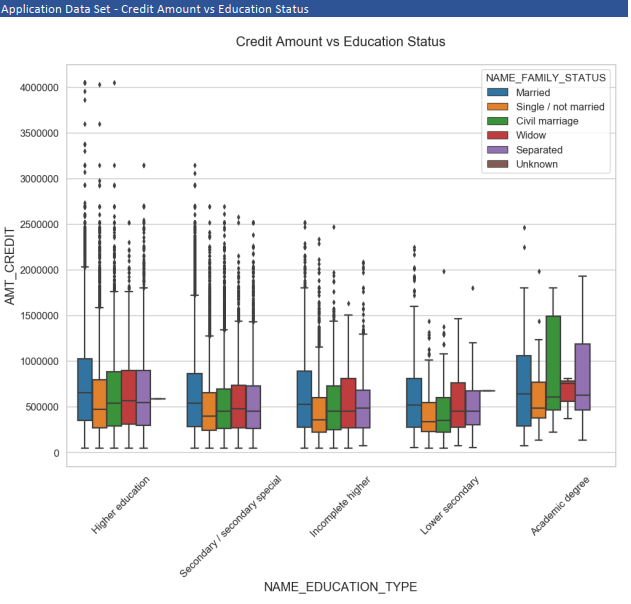 Application Data Set - Credit Amount vs Education Status
Credit Amount vs Education Status
NAME_FAMILY_STATUS
Married
Single / not married
Civil marriage
Widow
Separated
Unknown
AMT_CREDIT
4000000
3500000
3000000
2500000
2000000
1500000
1000000
500000
0
Higher education
Secondary / secondary special
Incomplete higher
Lower secondary
Academic degree
NAME_EDUCATION_TYPE